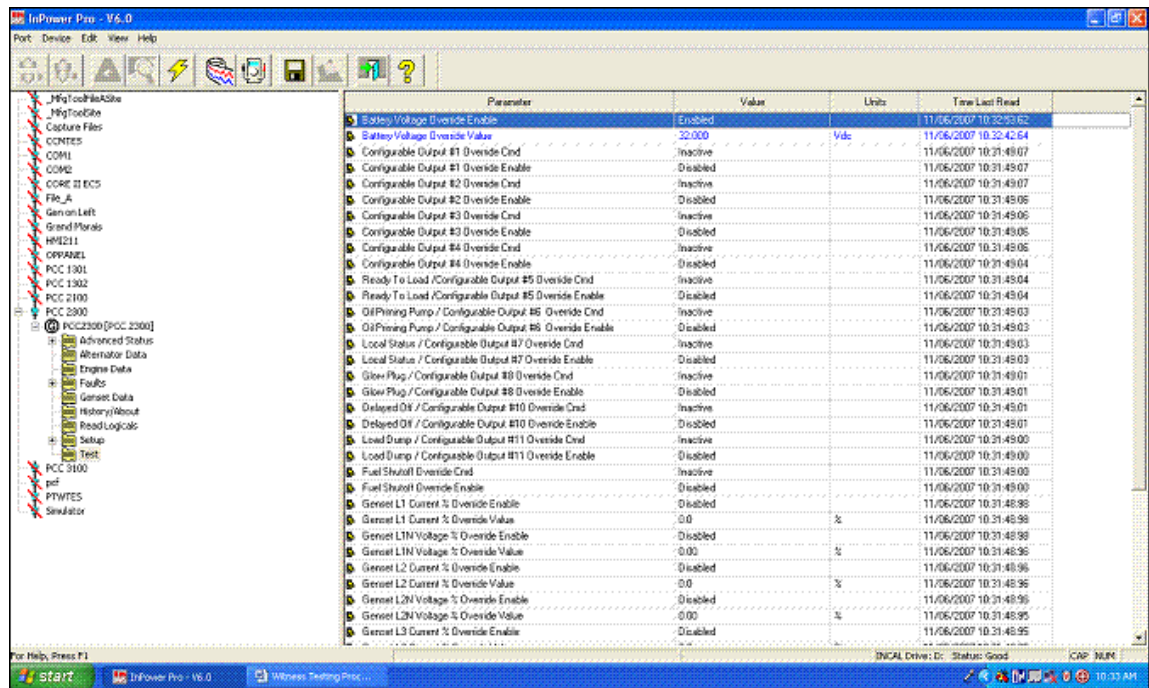 InPower Pro - V6.0
Port Device Edit View Help
_MfgToolFileASite
_MfgToolSite
Capture Files
CCNTES
COM1
COM2
CORE II ECS
File_A
Gen on Left
Grand Marais
HMI211
OPPANEL
PCC 1301
PCC 1302
PCC 2100
PCC 2300
PCC2300 [PCC 2300]
Advanced Status
Alternator Data
Engine Data
Faults
Genset Data
History/About
Read Logicals
Setup
Test
PCC 3100
pcf
PTWTES
Simulator
Parameter Value Units Time Last Read
Battery Voltage Override Enable Enabled 11/06/2007 10:32:53:62
Battery Voltage Override Value 32.000 Vdc 11/06/2007 10:32:42:64
Configurable Output #1 Override Cmd Inactive 11/06/2007 10:31:49:07
Configurable Output #1 Override Enable Disabled 11/06/2007 10:31:49:07
Configurable Output #2 Override Cmd Inactive 11/06/2007 10:31:49:07
Configurable Output #2 Override Enable Disabled 11/06/2007 10:31:49:06
Configurable Output #3 Override Cmd Inactive 11/06/2007 10:31:49:06
Configurable Output #3 Override Enable Disabled 11/06/2007 10:31:49:06
Configurable Output #4 Override Cmd Inactive 11/06/2007 10:31:49:06
Configurable Output #4 Override Enable Disabled 11/06/2007 10:31:49:04
Ready To Load /Configurable Output #5 Override Cmd Inactive 11/06/2007 10:31:49:04
Ready To Load /Configurable Output #5 Override Enable Disabled 11/06/2007 10:31:49:04
Oil Priming Pump / Configurable Output #6 Override Cmd Inactive 11/06/2007 10:31:49:03
Oil Priming Pump / Configurable Output #6 Override Enable Disabled 11/06/2007 10:31:49:03
Local Status / Configurable Output #7 Override Cmd Inactive 11/06/2007 10:31:49:03
Local Status / Configurable Output #7 Override Enable Disabled 11/06/2007 10:31:49:03
Glow Plug / Configurable Output #8 Override Cmd Inactive 11/06/2007 10:31:49:01
Glow Plug / Configurable Output #8 Override Enable Disabled 11/06/2007 10:31:49:01
Delayed Off / Configurable Output #10 Override Cmd Inactive 11/06/2007 10:31:49:01
Delayed Off / Configurable Output #10 Override Enable Disabled 11/06/2007 10:31:49:01
Load Dump / Configurable Output #11 Override Cmd Inactive 11/06/2007 10:31:49:00
Load Dump / Configurable Output #11 Override Enable Disabled 11/06/2007 10:31:49:00
Fuel Shutoff Override Cmd Inactive 11/06/2007 10:31:49:00
Fuel Shutoff Override Enable Disabled 11/06/2007 10:31:49:00
Genset L1 Current % Override Enable Disabled 11/06/2007 10:31:48:98
Genset L1 Current % Override Value 0.0 % 11/06/2007 10:31:48:98
Genset L1N Voltage % Override Enable Disabled 11/06/2007 10:31:48:98
Genset L1N Voltage % Override Value 0.00 % 11/06/2007 10:31:48:96
Genset L2 Current % Override Enable Disabled 11/06/2007 10:31:48:96
Genset L2 Current % Override Value 0.0 % 11/06/2007 10:31:48:96
Genset L2N Voltage % Override Enable Disabled 11/06/2007 10:31:48:96
Genset L2N Voltage % Override Value 0.00 % 11/06/2007 10:31:48:95
Genset L3 Current % Override Enable Disabled 11/06/2007 10:31:48:95
For Help, Press F1
INCAL Drive: D: Status: Good CAP NUM
start InPower Pro - V6.0 Witness Testing Proc... 10:33 AM